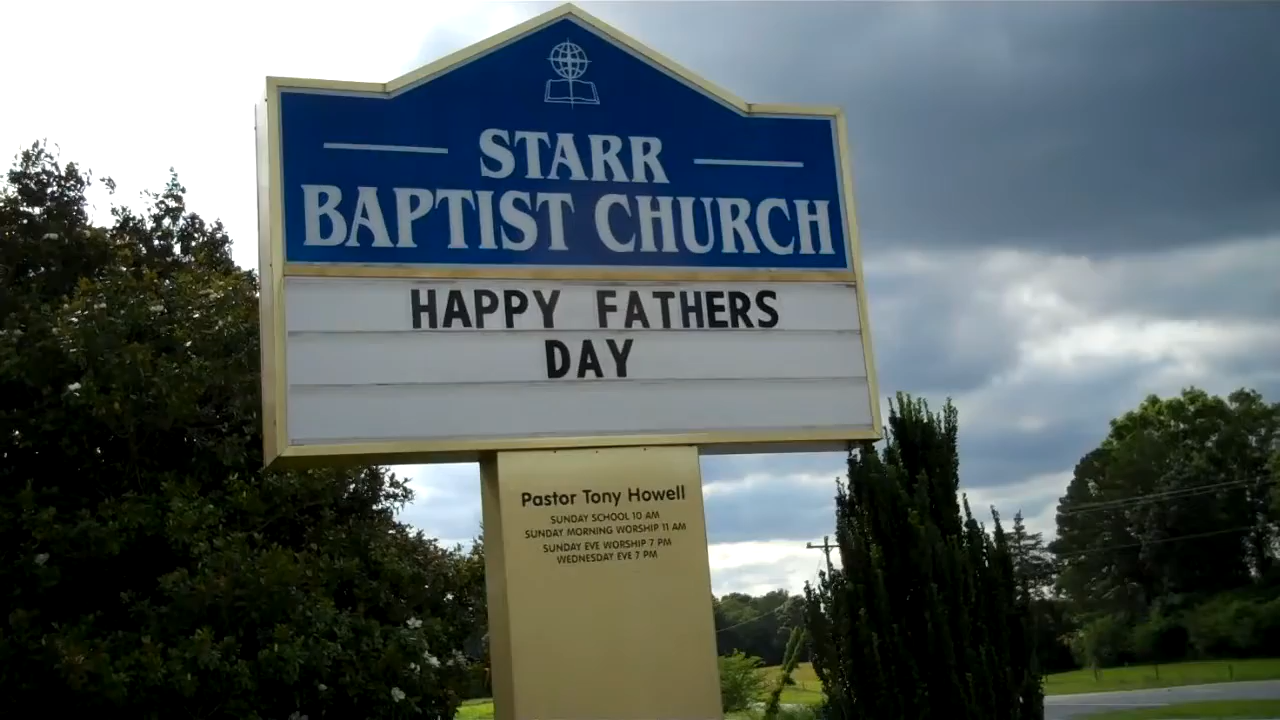 STARR
BAPTIST CHURCH
HAPPY FATHERS
DAY
Pastor Tony Howell
SUNDAY SCHOOL 10 AM
SUNDAY MORNING WORSHIP 11 AM
SUNDAY EVE WORSHIP 7 PM
WEDNESDAY EVE 7 PM